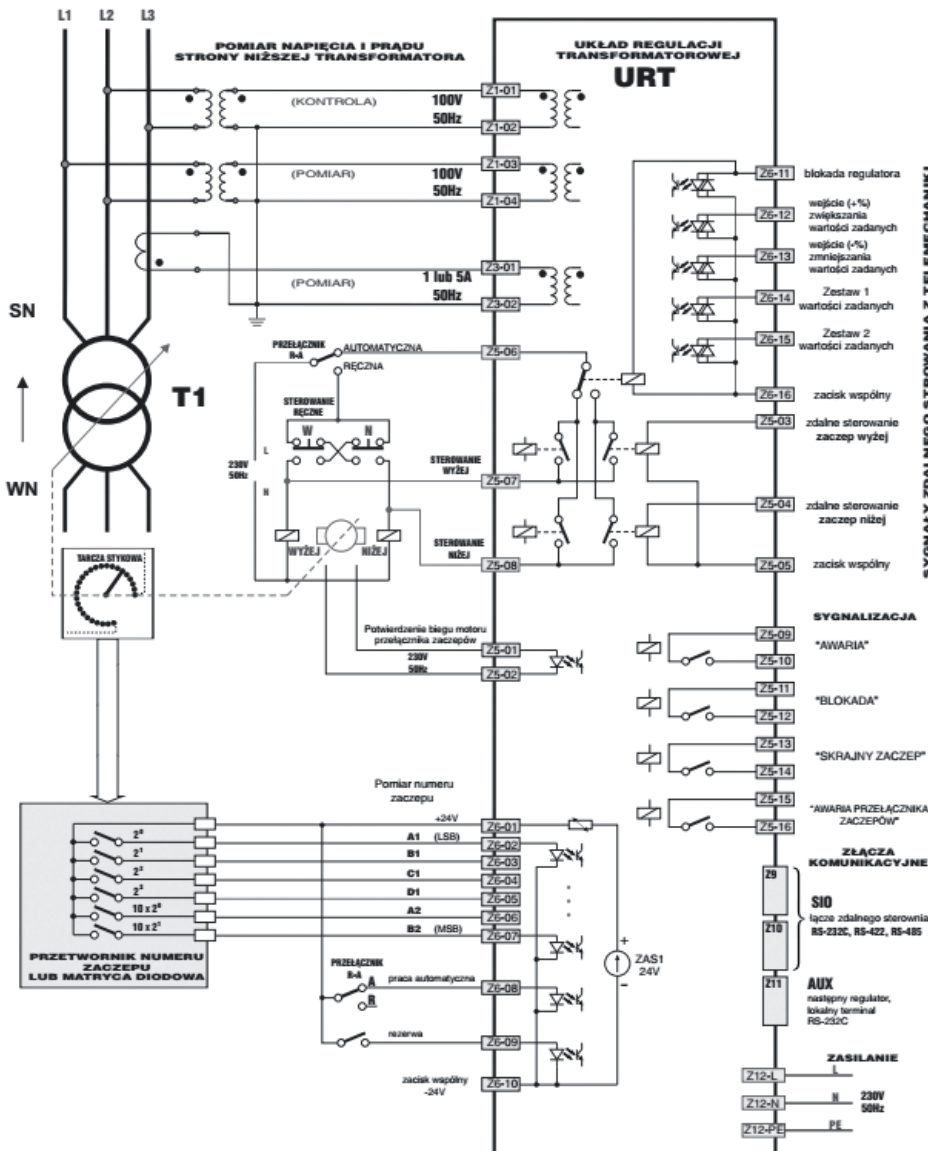 L1 L2 L3
POMIAR NAPIĘCIA I PRĄDU
STRONY NIŻSZEJ TRANSFORMATORA
UKŁAD REGULACJI
TRANSFORMATOROWEJ
URT
(KONTROLA)
100V
50Hz
Z1-01
Z1-02
(POMIAR)
100V
50Hz
Z1-03
Z1-04
(POMIAR)
1 lub 5A
50Hz
Z3-01
Z3-02
SN
T1
WN
PRZEŁĄCZNIK
R-A
AUTOMATYCZNA
RĘCZNA
Z5-06
STEROWANIE
RĘCZNE
W N
L
230V
50Hz
N
STEROWANIE
WYŻEJ
Z5-07
WYŻEJ
NIŻEJ
STEROWANIE
NIŻEJ
Z5-08
TARCZA STYKOWA
Potwierdzenie biegu motoru
przełącznika zaczepów
230V
50Hz
Z5-01
Z5-02
Pomiar numeru
zaczepu
+24V
Z6-01
A1 (LSB)
Z6-02
B1
Z6-03
C1
Z6-04
D1
Z6-05
A2
Z6-06
B2 (MSB)
Z6-07
2⁰
2¹
2²
2³
10 x 2⁰
10 x 2¹
PRZETWORNIK NUMERU
ZACZEPU
LUB MATRYCA DIODOWA
PRZEŁĄCZNIK
R-A
A
R
praca automatyczna
Z6-08
rezerwa
Z6-09
zacisk wspólny
-24V
Z6-10
+
ZAS1
24V
-
Z6-11
blokada regulatora
Z6-12
wejście (+%)
zwiększania
wartości zadanych
Z6-13
wejście (-%)
zmniejszania
wartości zadanych
Z6-14
Zestaw 1
wartości zadanych
Z6-15
Zestaw 2
wartości zadanych
Z6-16
zacisk wspólny
Z5-03
zdalne sterowanie
zaczep wyżej
Z5-04
zdalne sterowanie
zaczep niżej
Z5-05
zacisk wspólny
SYGNAŁY ZDALNEGO STROWANIA Z TELEMECHANIKI
SYGNALIZACJA
Z5-09
"AWARIA"
Z5-10
Z5-11
"BLOKADA"
Z5-12
Z5-13
"SKRAJNY ZACZEP"
Z5-14
Z5-15
"AWARIA PRZEŁĄCZNIKA
ZACZEPÓW"
Z5-16
ZŁĄCZA
KOMUNIKACYJNE
Z9
Z10
SIO
łącze zdalnego sterownia
RS-232C, RS-422, RS-485
Z11
AUX
następny regulator,
lokalny terminal
RS-232C
ZASILANIE
Z12-L
L
Z12-N
N
230V
50Hz
Z12-PE
PE